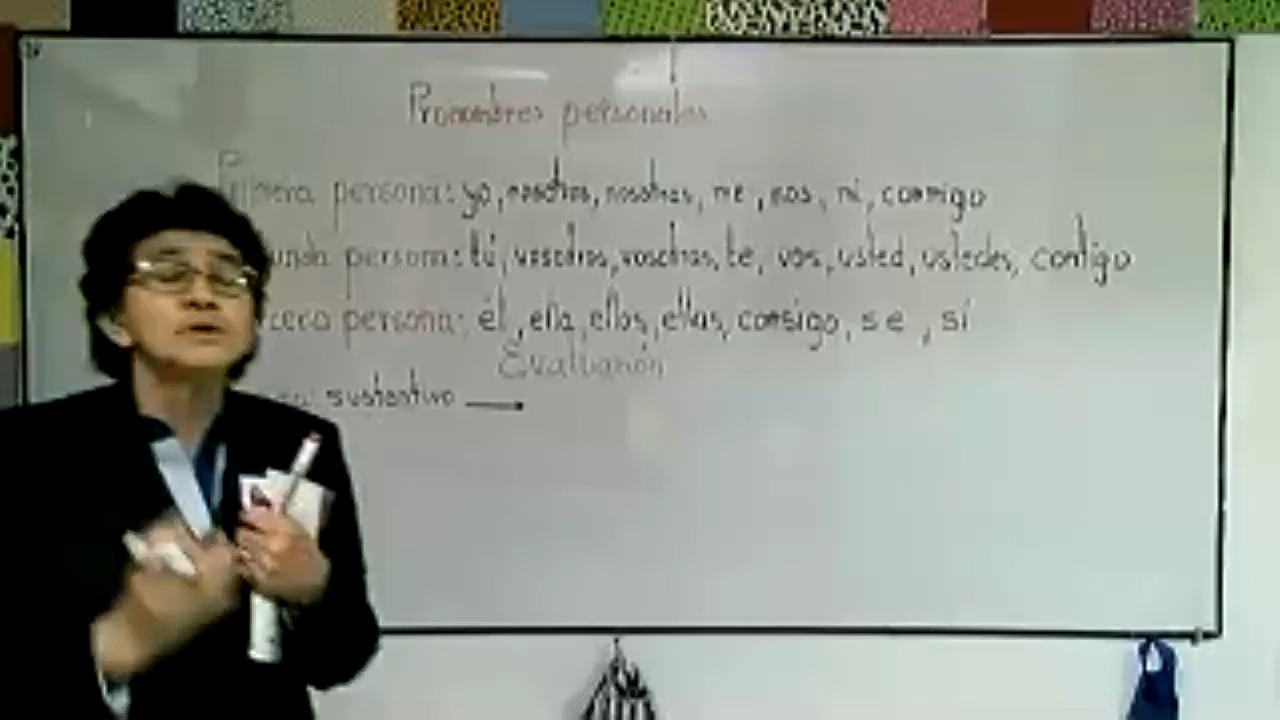 Pronombres personales
Primera persona: yo, nosotros, nosotras, me, nos, mí, conmigo
persona: tú, vosotros, vosotras, te, vos, usted, ustedes, contigo
persona: él, ella, ellos, ellas, consigo, se, sí
Evaluación
sustantivo